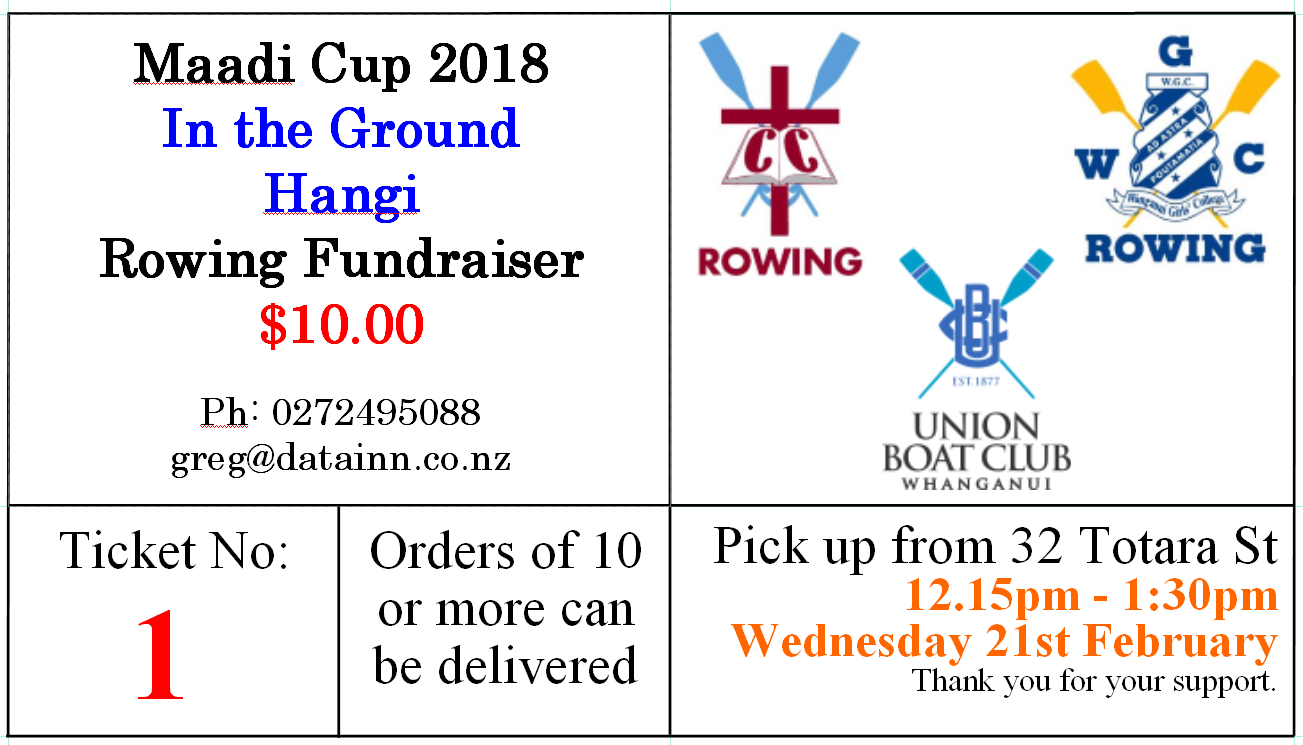 Maadi Cup 2018
In the Ground
Hangi
Rowing Fundraiser
$10.00
Ph: 0272495088
greg@datainn.co.nz
C C
ROWING
G
W.G.C.
W C
AD ASTRA
POUTAMATIA
Wanganui Girls' College
ROWING
UBC
EST.1877
UNION
BOAT CLUB
WHANGANUI
Ticket No:
1
Orders of 10
or more can
be delivered
Pick up from 32 Totara St
12.15pm - 1:30pm
Wednesday 21st February
Thank you for your support.